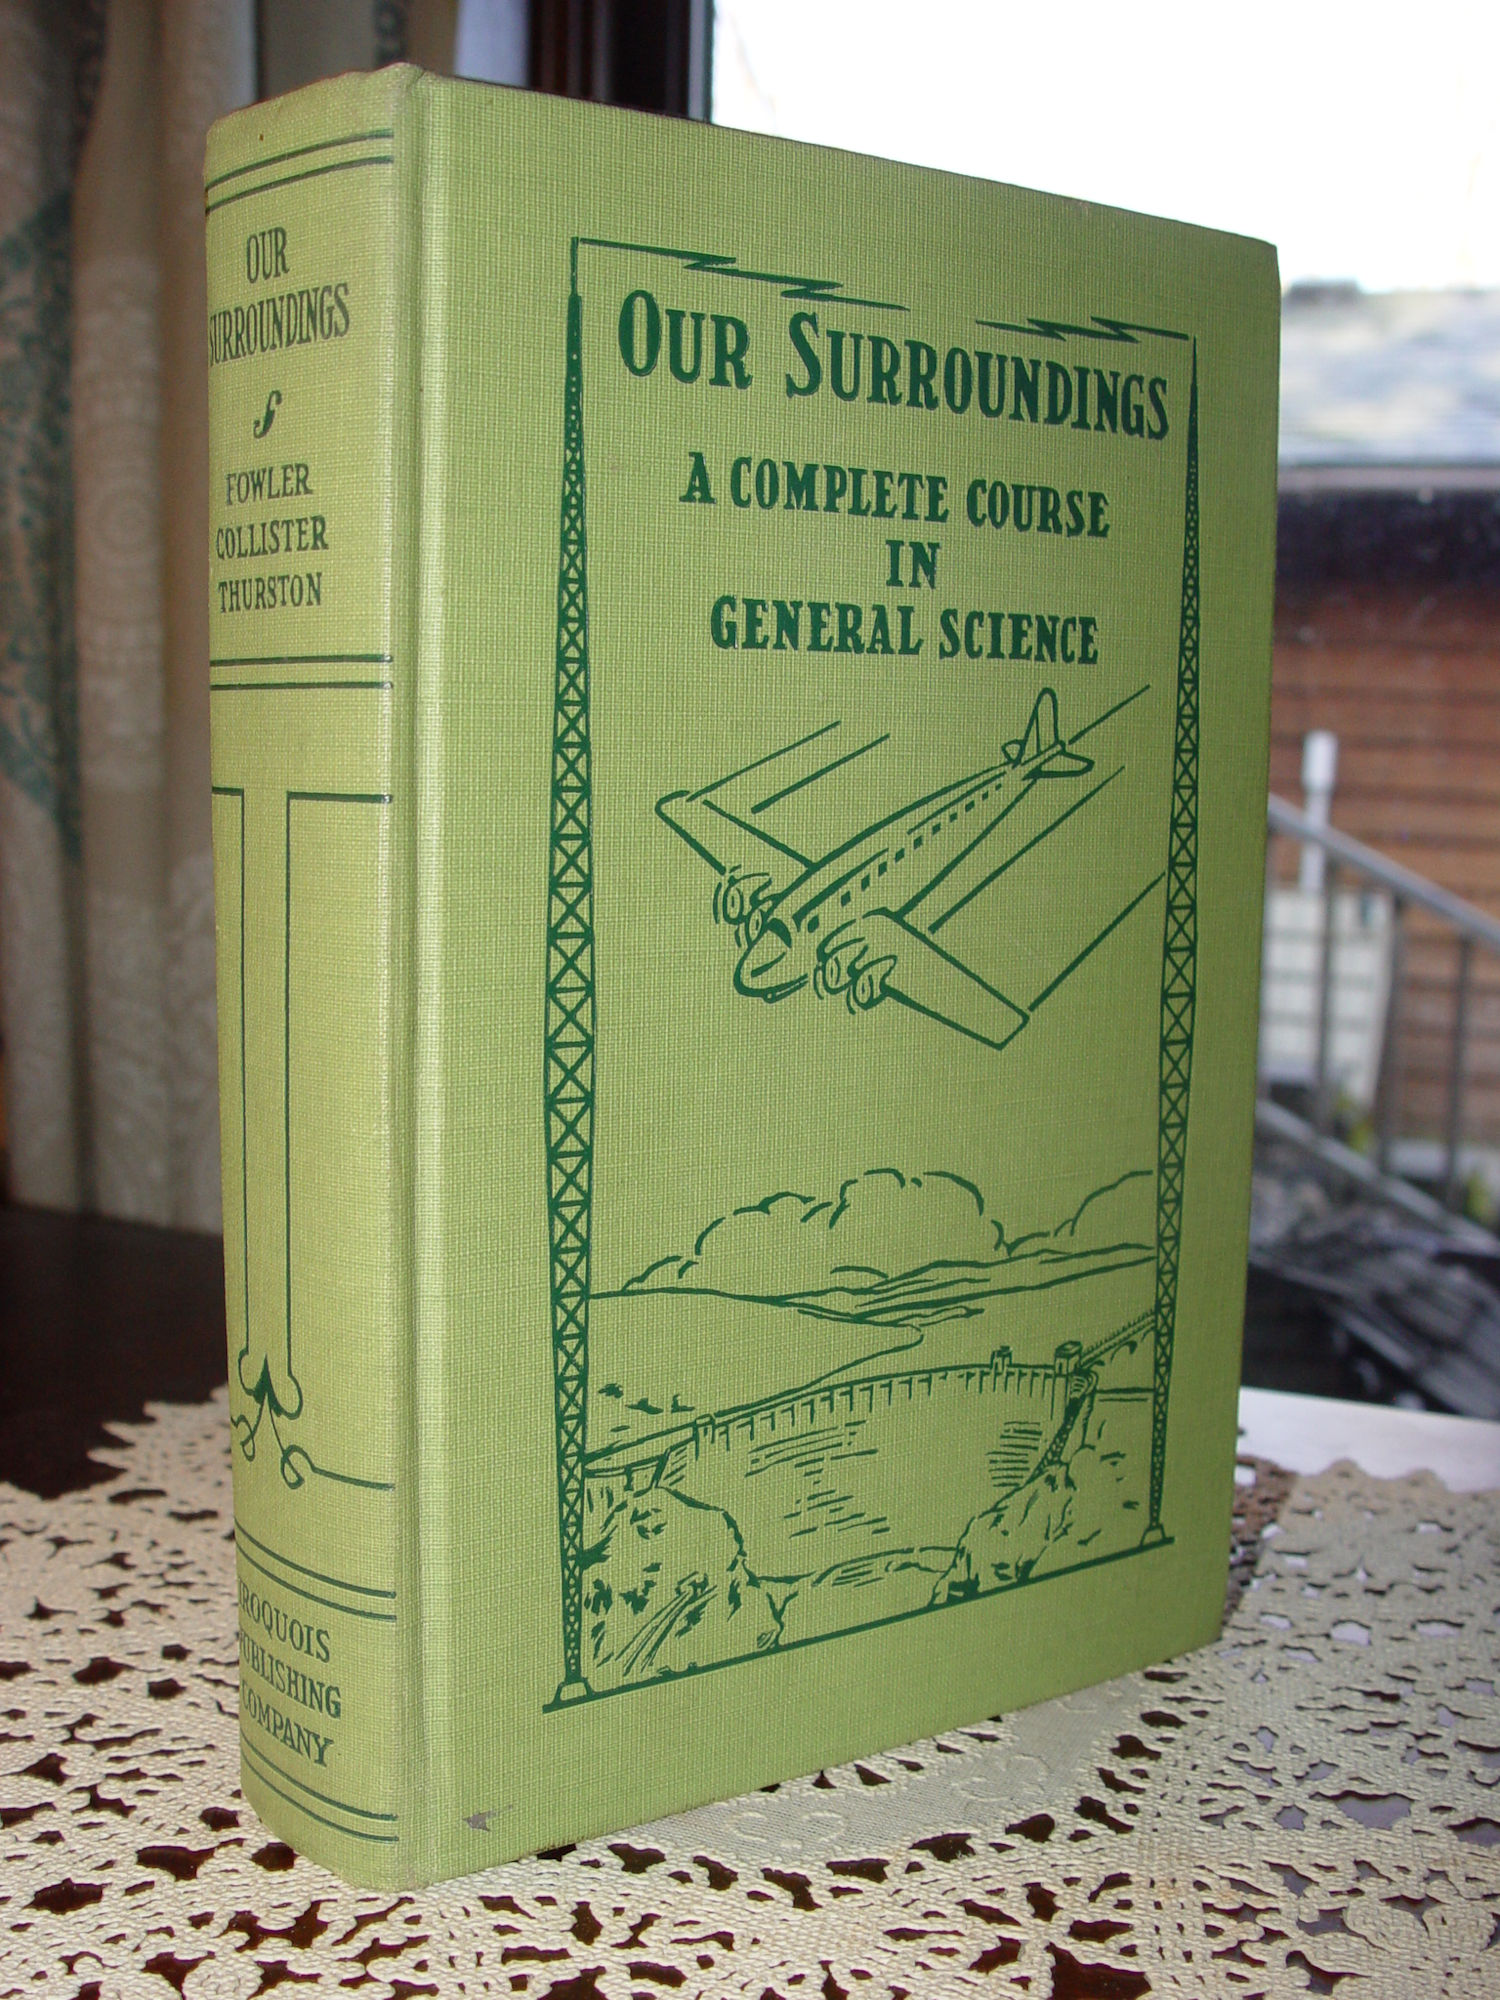 OUR
SURROUNDINGS
FOWLER
COLLISTER
THURSTON
IROQUOIS
PUBLISHING
COMPANY
OUR SURROUNDINGS
A COMPLETE COURSE
IN
GENERAL SCIENCE